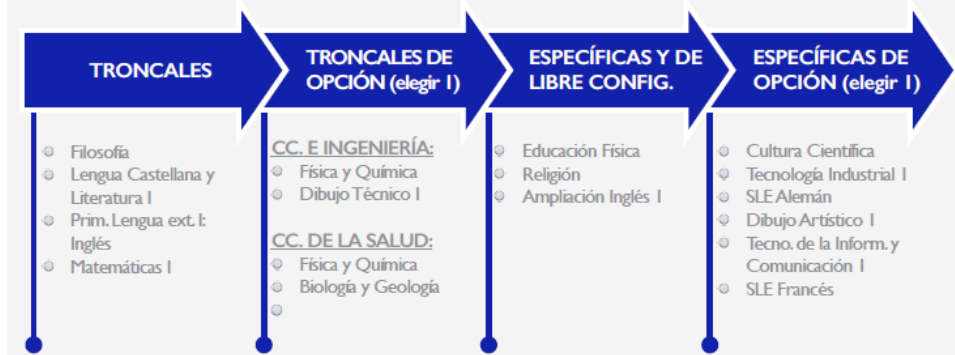 TRONCALES
TRONCALES DE
OPCIÓN (elegir 1)
ESPECÍFICAS Y DE
LIBRE CONFIG.
ESPECÍFICAS DE
OPCIÓN (elegir 1)
Filosofía
Lengua Castellana y
Literatura I
Prim. Lengua ext. I:
Inglés
Matemáticas I
CC. E INGENIERÍA:
Física y Química
Dibujo Técnico I
CC. DE LA SALUD:
Física y Química
Biología y Geología
Educación Física
Religión
Ampliación Inglés I
Cultura Científica
Tecnología Industrial I
SLE Alemán
Dibujo Artístico I
Tecno. de la Inform. y
Comunicación I
SLE Francés